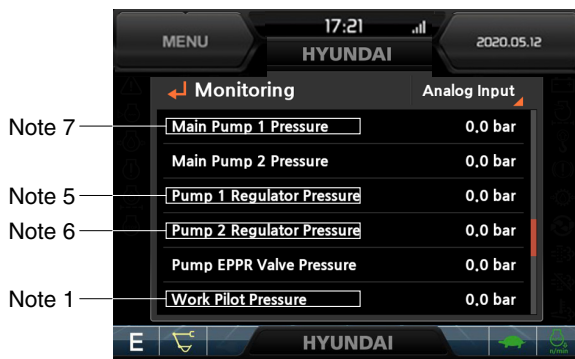 17:21
MENU
HYUNDAI
2020.05.12
Monitoring
Analog Input
Note 7
Main Pump 1 Pressure
0.0 bar
Main Pump 2 Pressure
0.0 bar
Note 5
Pump 1 Regulator Pressure
0.0 bar
Note 6
Pump 2 Regulator Pressure
0.0 bar
Pump EPPR Valve Pressure
0.0 bar
Note 1
Work Pilot Pressure
0.0 bar
E
C
HYUNDAI
n/min